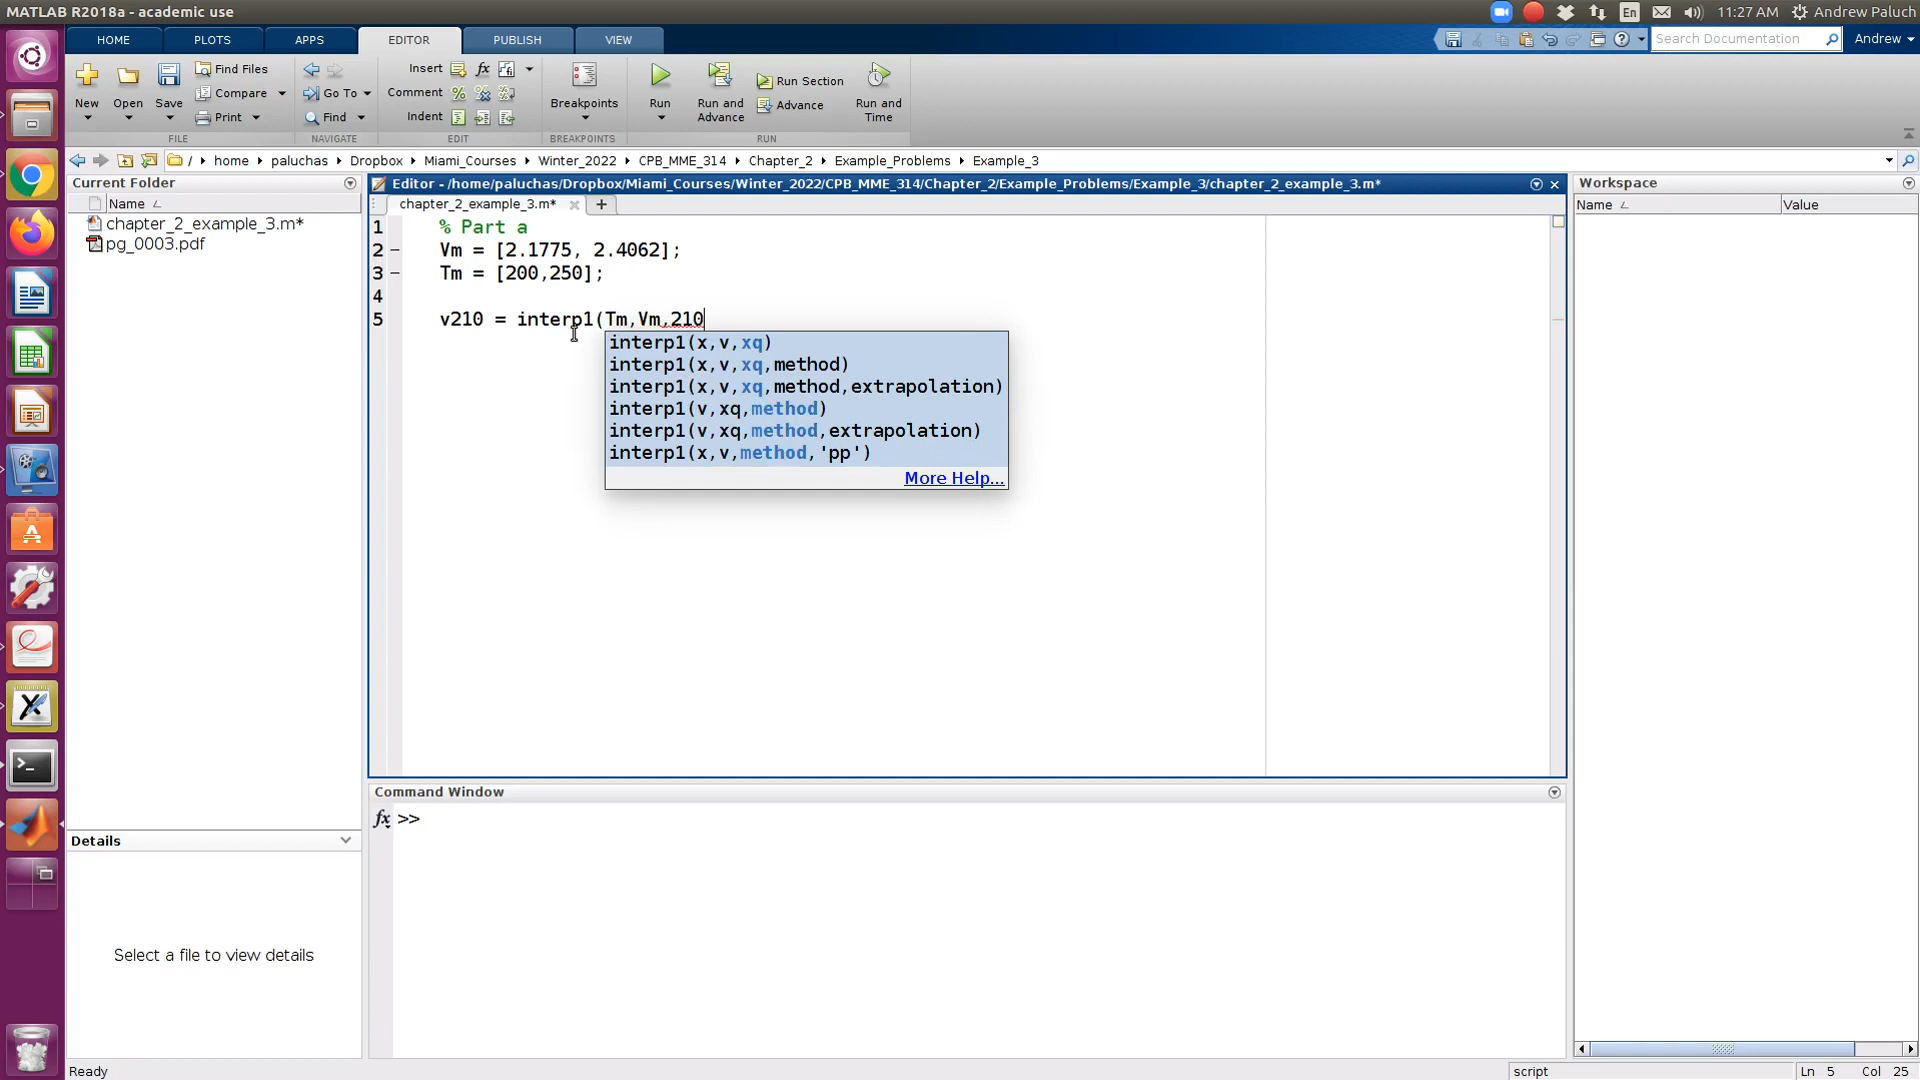 MATLAB R2018a - academic use
En
11:27 AM
Andrew Paluch
HOME
PLOTS
APPS
EDITOR
PUBLISH
VIEW
Search Documentation
Andrew
New
Open
Save
Find Files
Compare
Print
FILE
Go To
Find
NAVIGATE
Insert
Comment
Indent
EDIT
Breakpoints
BREAKPOINTS
Run
Run and
Advance
Run Section
Advance
Run and
Time
RUN
/ home paluchas Dropbox Miami_Courses Winter_2022 CPB_MME_314 Chapter_2 Example_Problems Example_3
Current Folder
Name
chapter_2_example_3.m*
pg_0003.pdf
Details
Select a file to view details
Editor - /home/paluchas/Dropbox/Miami_Courses/Winter_2022/CPB_MME_314/Chapter_2/Example_Problems/Example_3/chapter_2_example_3.m*
chapter_2_example_3.m*
1 % Part a
2 Vm = [2.1775, 2.4062];
3 Tm = [200,250];
4
5 v210 = interp1(Tm,Vm,210
interp1(x,v,xq)
interp1(x,v,xq,method)
interp1(x,v,xq,method,extrapolation)
interp1(v,xq,method)
interp1(v,xq,method,extrapolation)
interp1(x,v,method,'pp')
More Help...
Command Window
fx >>
Workspace
Name
Value
Ready
script
Ln 5 Col 25